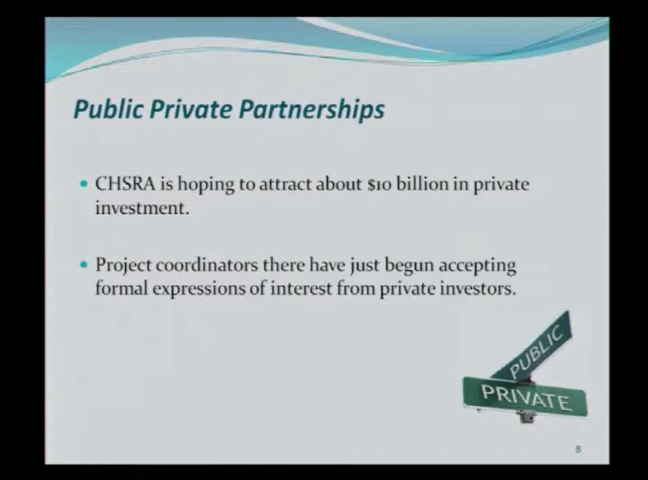 Public Private Partnerships
• CHSRA is hoping to attract about $10 billion in private
investment.
• Project coordinators there have just begun accepting
formal expressions of interest from private investors.
PUBLIC
PRIVATE
8